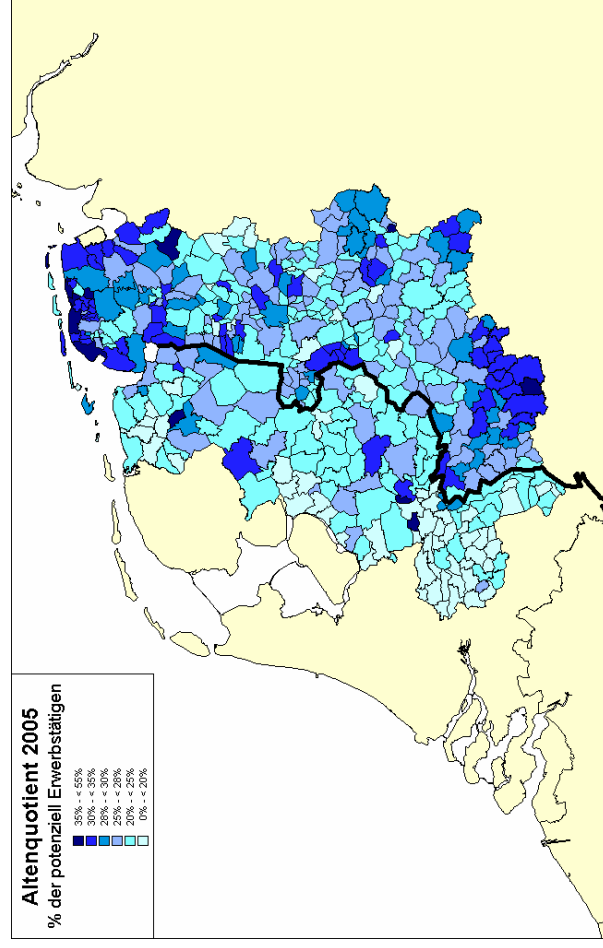 Altenquotient 2005
% der potenziell Erwerbstätigen
35% - < 55%
30% - < 35%
28% - < 30%
25% - < 28%
20% - < 25%
0% - < 20%